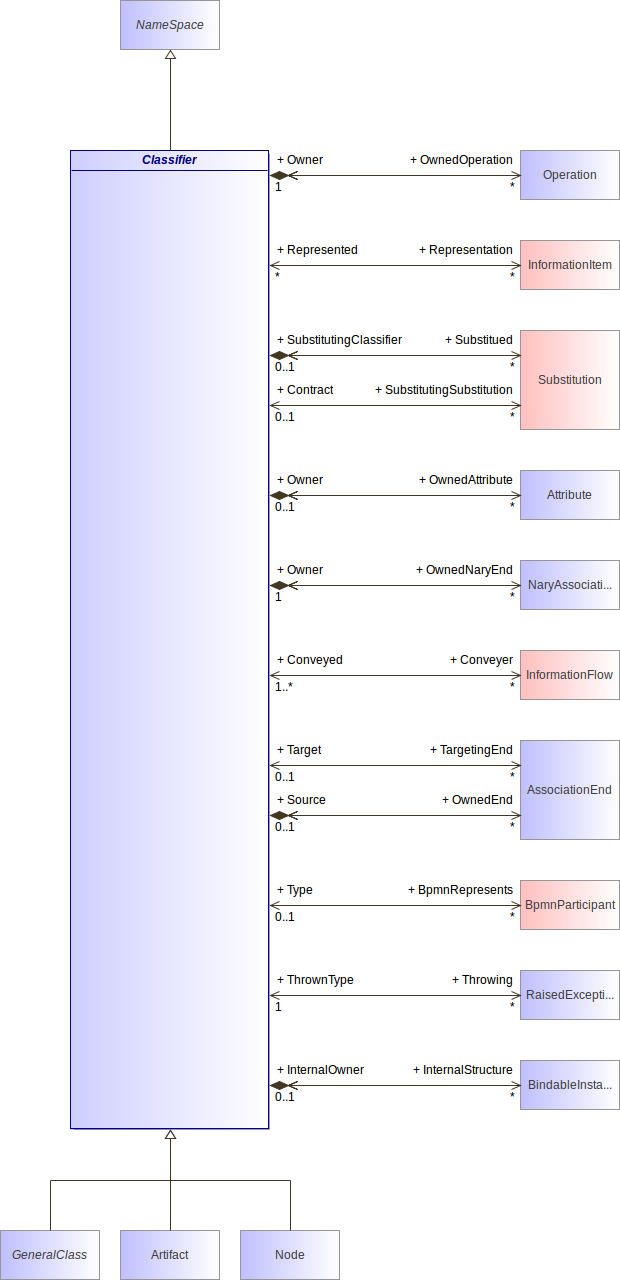 NameSpace
Classifier
+ Owner + OwnedOperation
1 *
Operation
+ Represented + Representation
* *
InformationItem
+ SubstitutingClassifier + Substitued
0..1 *
+ Contract + SubstitutingSubstitution
0..1 *
Substitution
+ Owner + OwnedAttribute
0..1 *
Attribute
+ Owner + OwnedNaryEnd
1 *
NaryAssociati...
+ Conveyed + Conveyer
1..* *
InformationFlow
+ Target + TargetingEnd
0..1 *
+ Source + OwnedEnd
0..1 *
AssociationEnd
+ Type + BpmnRepresents
0..1 *
BpmnParticipant
+ ThrownType + Throwing
1 *
RaisedExcepti...
+ InternalOwner + InternalStructure
0..1 *
BindableInsta...
GeneralClass Artifact Node